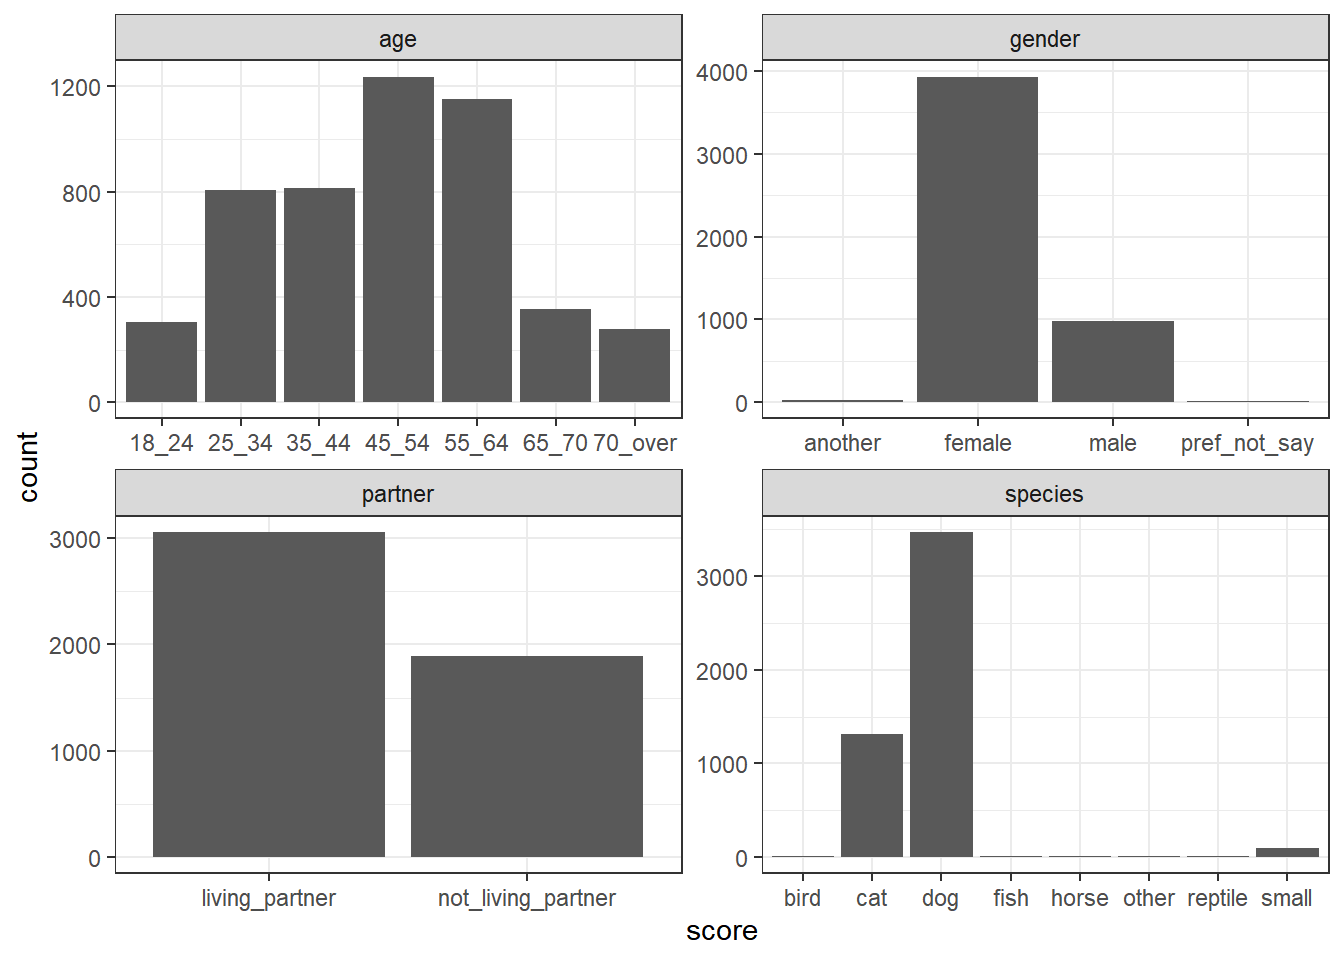 age
gender
1200
800
400
0
4000
3000
2000
1000
0
18_24 25_34 35_44 45_54 55_64 65_70 70_over
another female male pref_not_say
count
partner
species
3000
2000
1000
0
3000
2000
1000
0
living_partner not_living_partner
bird cat dog fish horse other reptile small
score